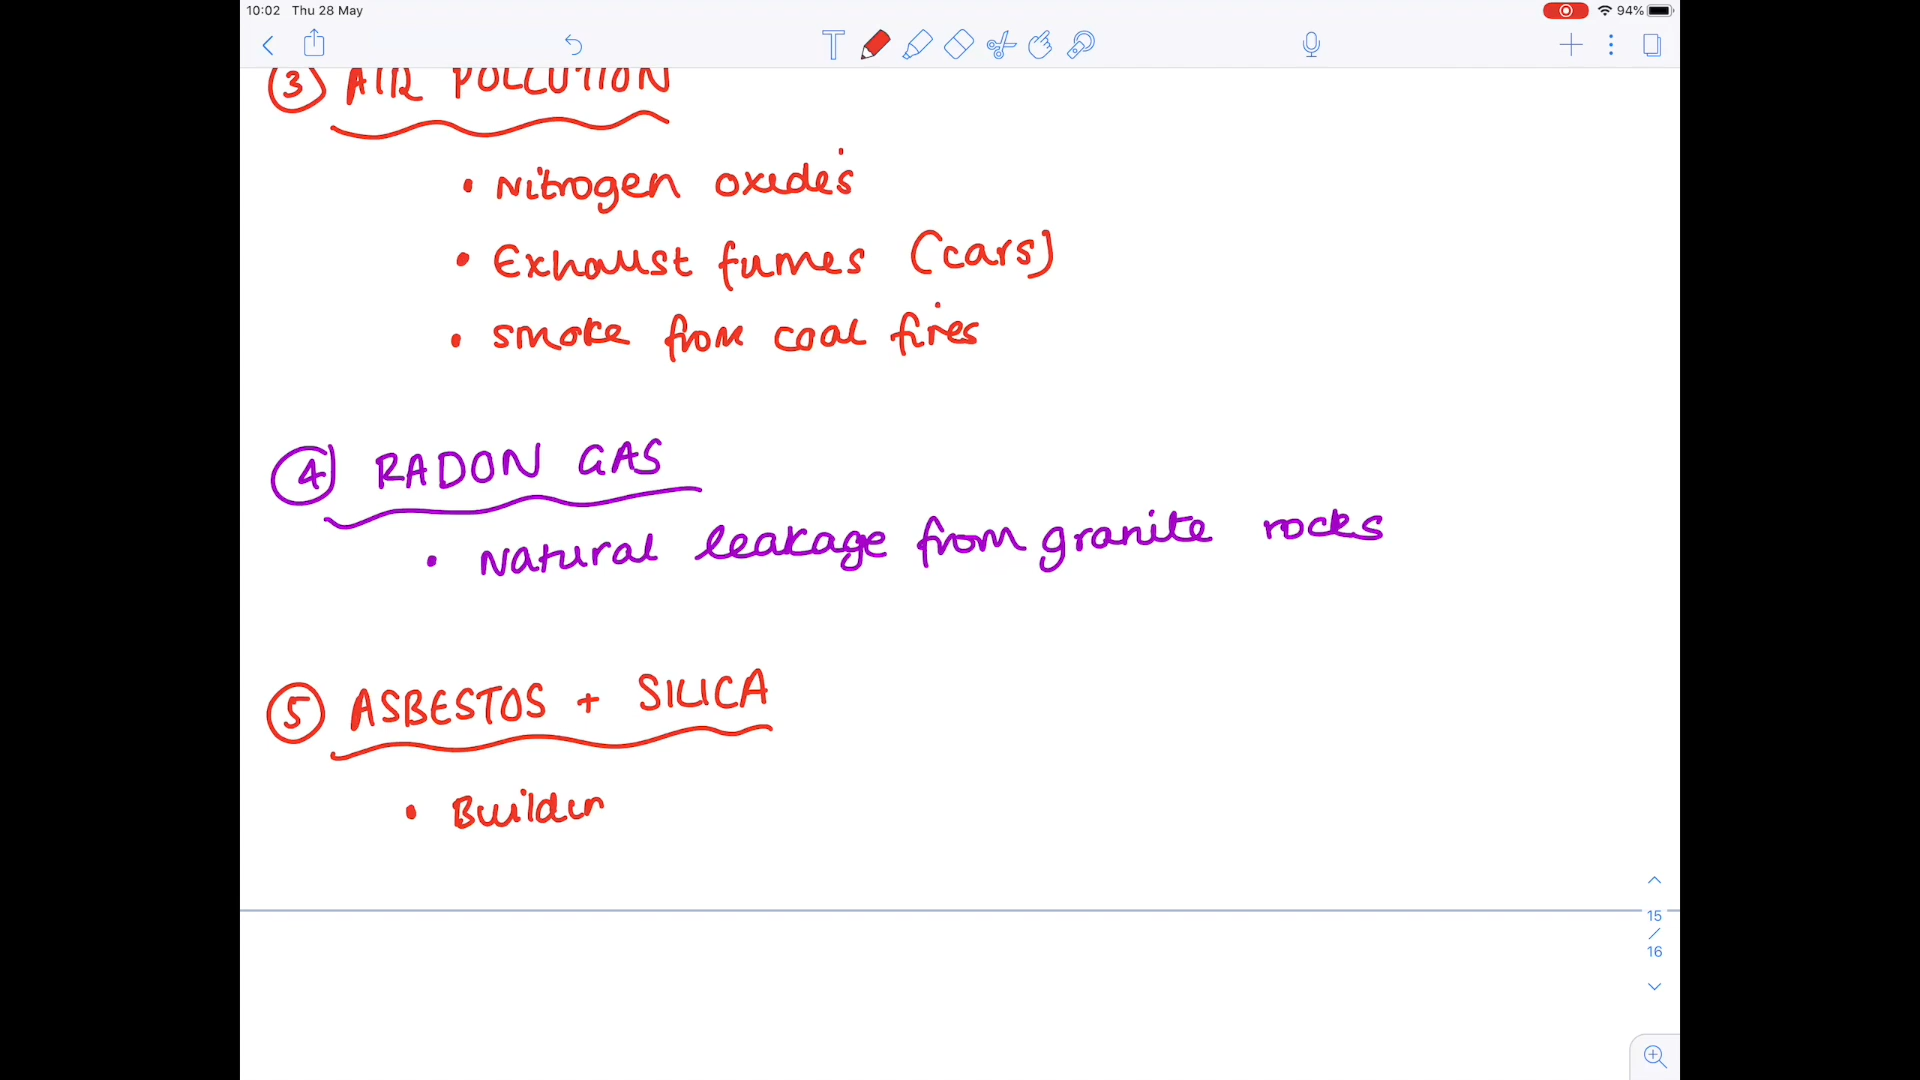 10:02 Thu 28 May 94%
T
3 AIR POLLUTION
• Nitrogen oxides
• Exhaust fumes (cars)
• smoke from coal fires
4 RADON GAS
• Natural leakage from granite rocks
5 ASBESTOS + SILICA
• Builder
15
/
16